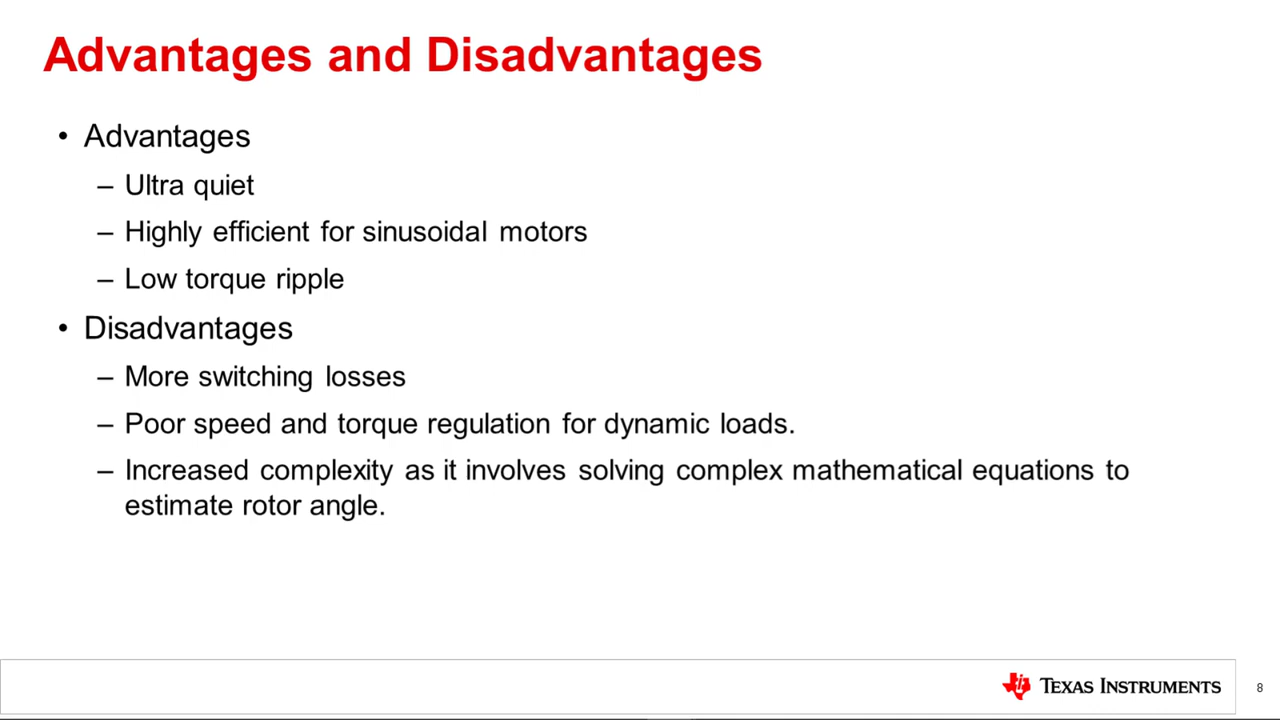 Advantages and Disadvantages
• Advantages
– Ultra quiet
– Highly efficient for sinusoidal motors
– Low torque ripple
• Disadvantages
– More switching losses
– Poor speed and torque regulation for dynamic loads.
– Increased complexity as it involves solving complex mathematical equations to
estimate rotor angle.
TEXAS INSTRUMENTS
8